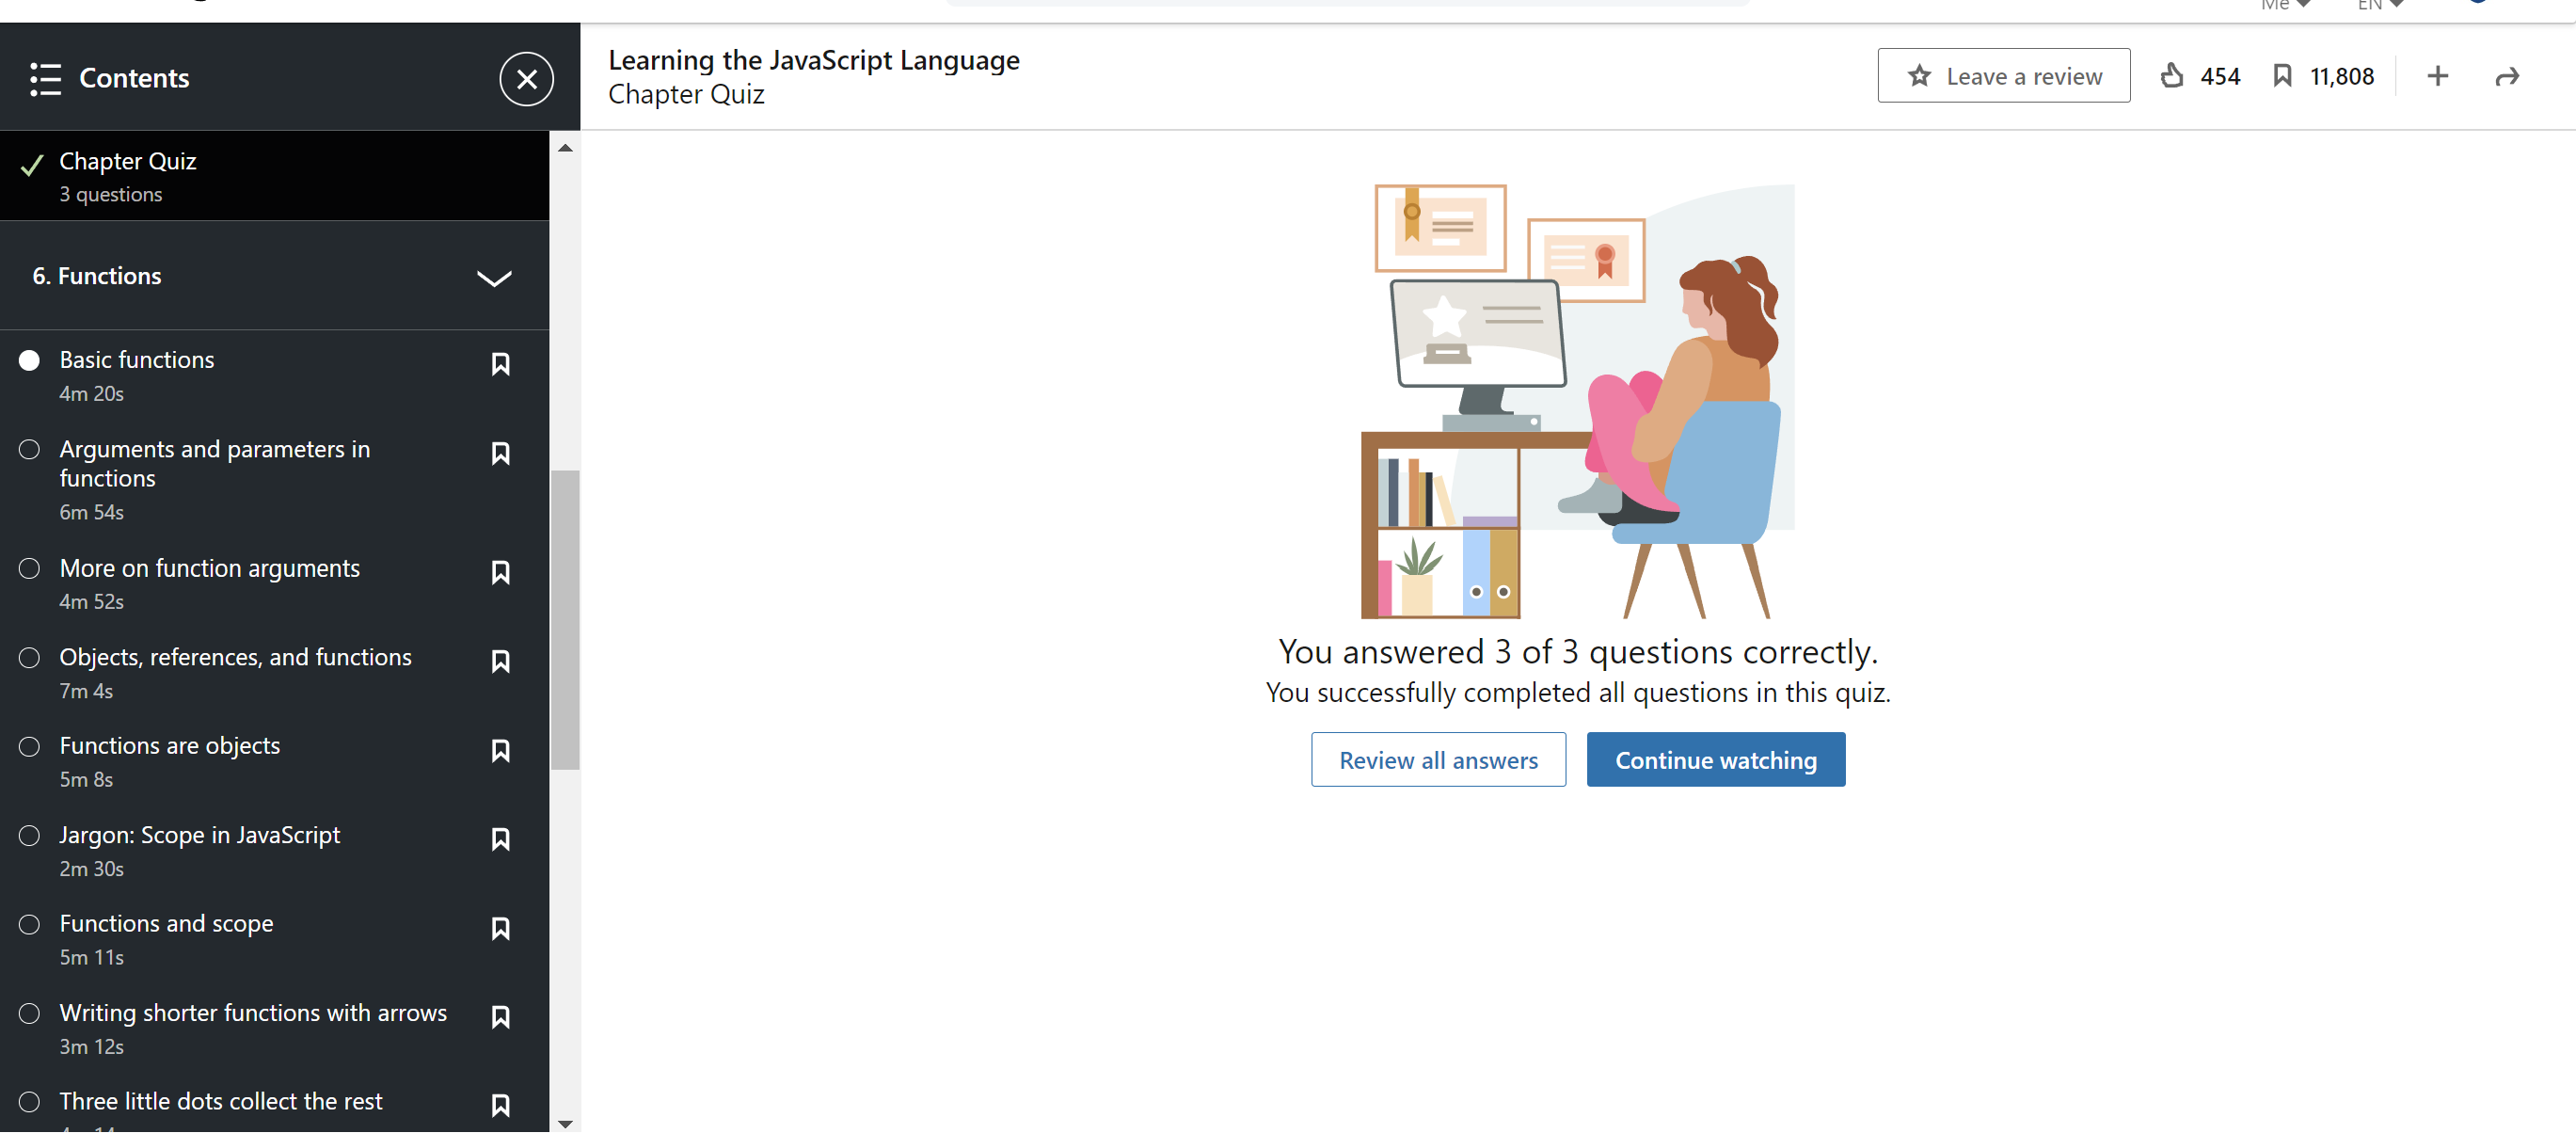 Me
EN
Contents
Learning the JavaScript Language
Chapter Quiz
Leave a review
454
11,808
Chapter Quiz
3 questions
6. Functions
Basic functions
4m 20s
Arguments and parameters in
functions
6m 54s
More on function arguments
4m 52s
Objects, references, and functions
7m 4s
Functions are objects
5m 8s
Jargon: Scope in JavaScript
2m 30s
Functions and scope
5m 11s
Writing shorter functions with arrows
3m 12s
Three little dots collect the rest
You answered 3 of 3 questions correctly.
You successfully completed all questions in this quiz.
Review all answers
Continue watching